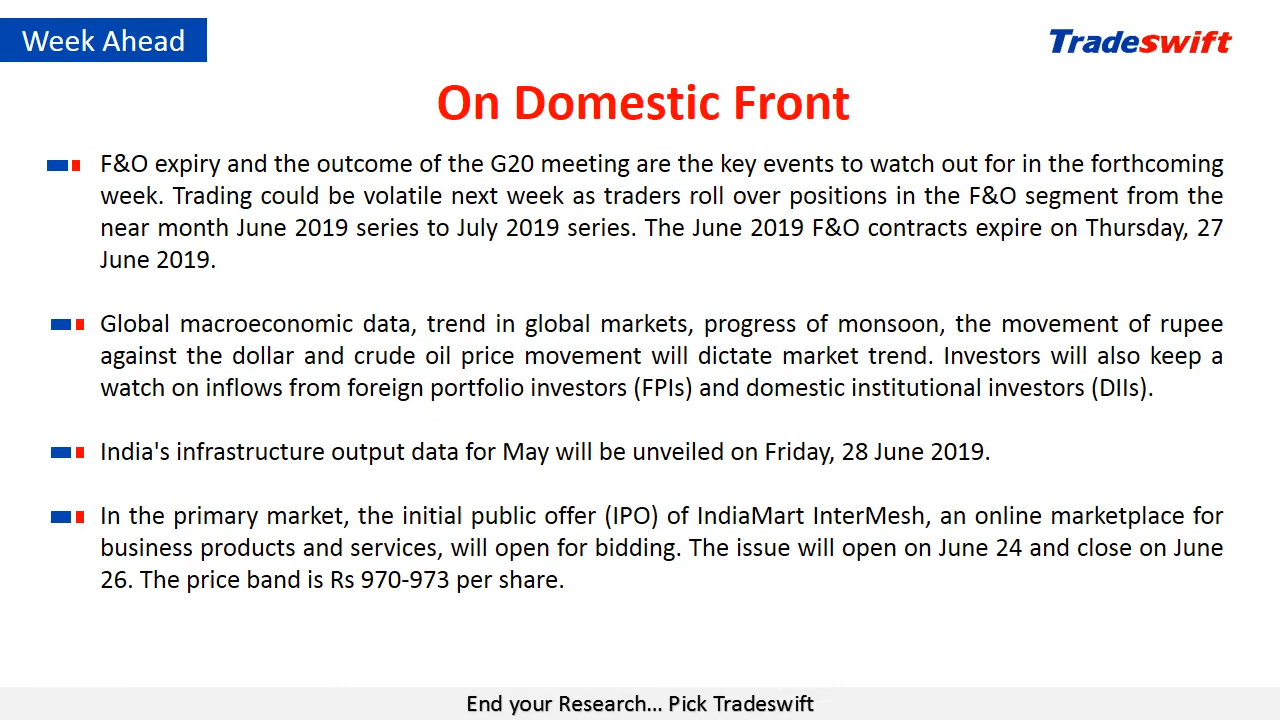 Week Ahead
Tradeswift
On Domestic Front
F&O expiry and the outcome of the G20 meeting are the key events to watch out for in the forthcoming
week. Trading could be volatile next week as traders roll over positions in the F&O segment from the
near month June 2019 series to July 2019 series. The June 2019 F&O contracts expire on Thursday, 27
June 2019.
Global macroeconomic data, trend in global markets, progress of monsoon, the movement of rupee
against the dollar and crude oil price movement will dictate market trend. Investors will also keep a
watch on inflows from foreign portfolio investors (FPIs) and domestic institutional investors (DIIs).
India's infrastructure output data for May will be unveiled on Friday, 28 June 2019.
In the primary market, the initial public offer (IPO) of IndiaMart InterMesh, an online marketplace for
business products and services, will open for bidding. The issue will open on June 24 and close on June
26. The price band is Rs 970-973 per share.
End your Research... Pick Tradeswift